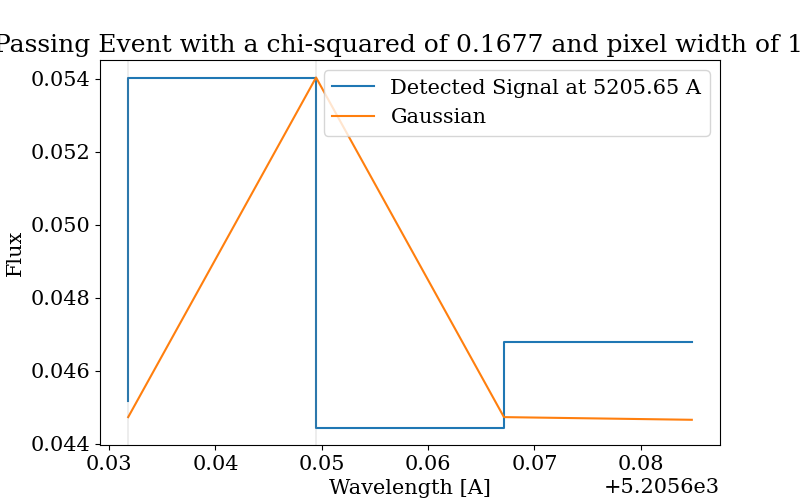 Passing Event with a chi-squared of 0.1677 and pixel width of 1
Detected Signal at 5205.65 A
Gaussian
0.054
0.052
0.050
0.048
0.046
0.044
Flux
0.03 0.04 0.05 0.06 0.07 0.08
Wavelength [A]
+5.2056e3